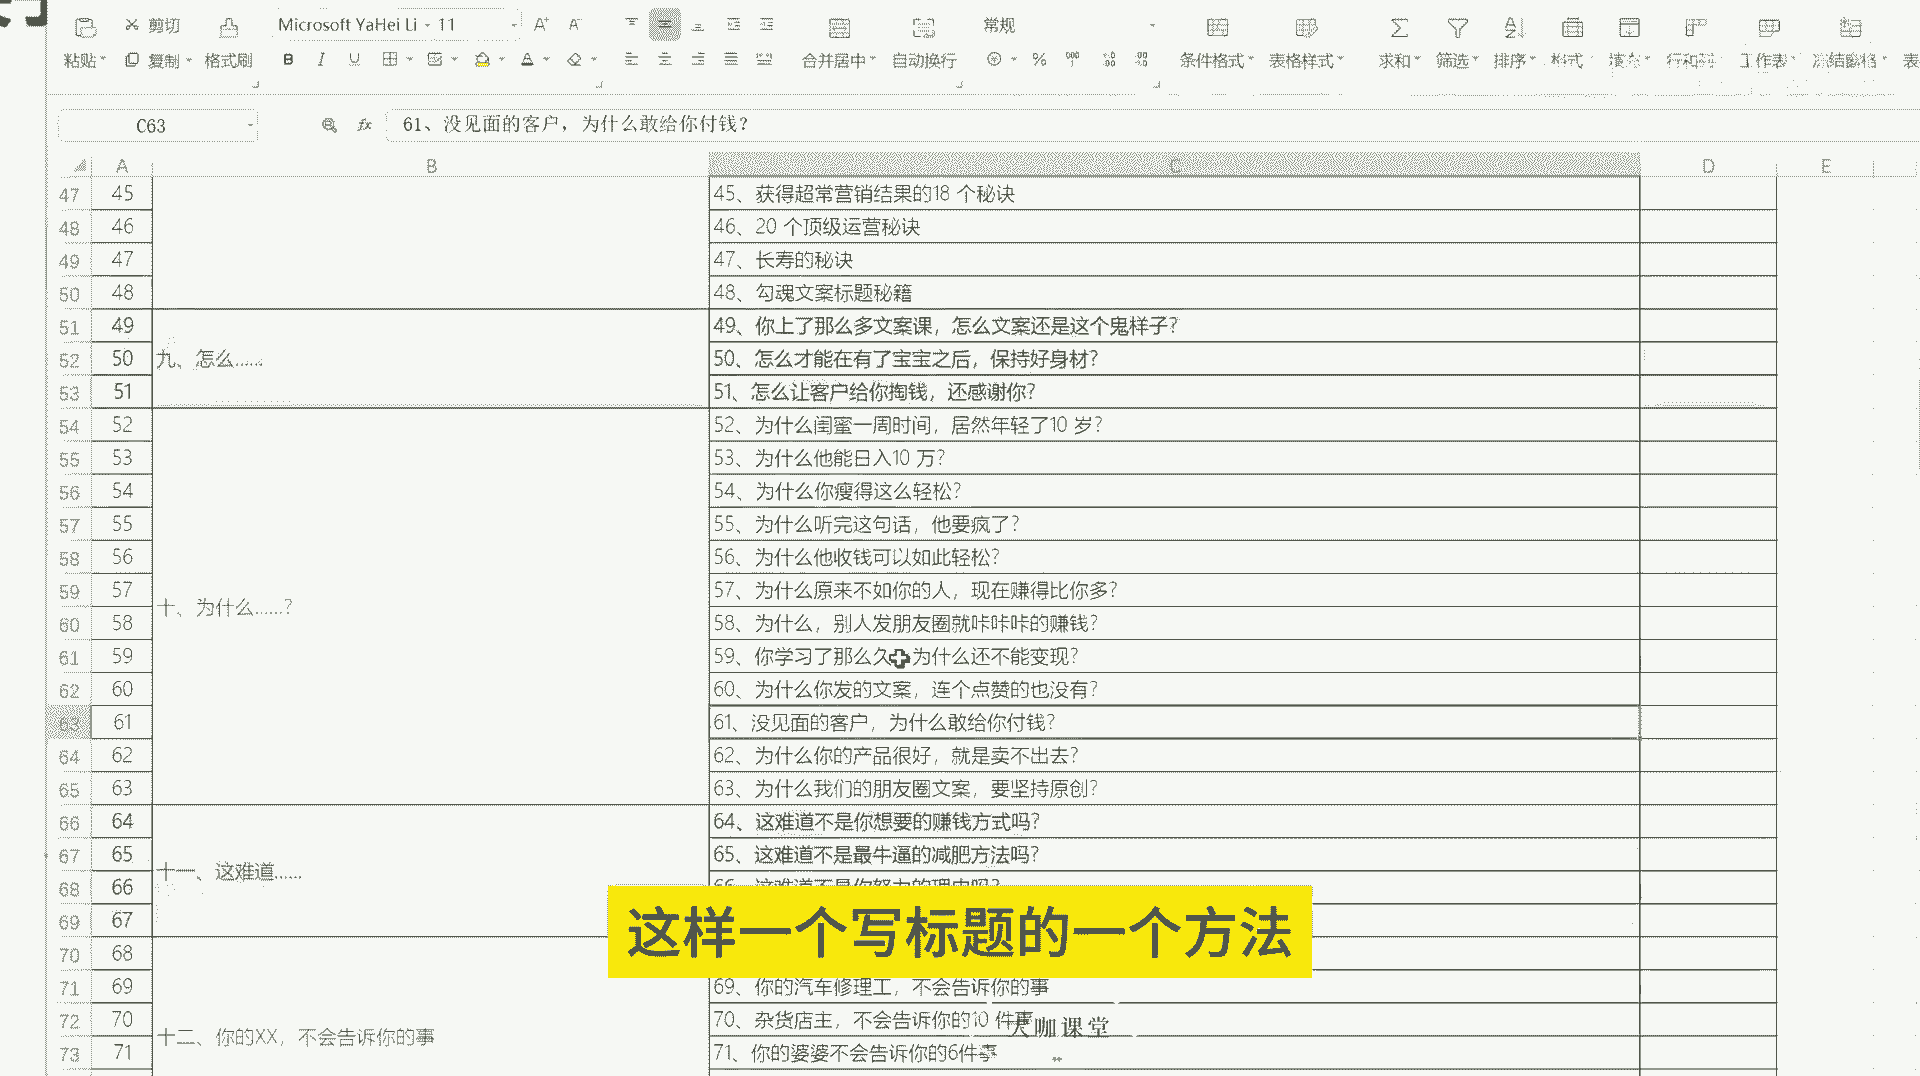 剪切
Microsoft YaHei Li
11
A⁺
A⁻
常规
粘贴
复制
格式刷
B I U
A
合并居中
自动换行
%
条件格式
表格样式
求和
筛选
排序
样式
填充
行和列
工作表
冻结窗格
表
C63
fx
61、没见面的客户，为什么敢给你付钱？
A B C D E
47 45 45、获得超常营销结果的18 个秘诀
48 46 46、20 个顶级运营秘诀
49 47 47、长寿的秘诀
50 48 48、勾魂文案标题秘籍
51 49 49、你上了那么多文案课，怎么文案还是这个鬼样子？
52 50 九、怎么…… 50、怎么才能在有了宝宝之后，保持好身材？
53 51 51、怎么让客户给你掏钱，还感谢你？
54 52 52、为什么闺蜜一周时间，居然年轻了10 岁？
55 53 53、为什么他能日入10 万？
56 54 54、为什么你瘦得这么轻松？
57 55 55、为什么听完这句话，他要疯了？
58 56 56、为什么他收钱可以如此轻松？
59 57 57、为什么原来不如你的人，现在赚得比你多？
十、为什么……？
60 58 58、为什么，别人发朋友圈就咔咔咔的赚钱？
61 59 59、你学习了那么久 为什么还不能变现？
62 60 60、为什么你发的文案，连个点赞的也没有？
63 61 61、没见面的客户，为什么敢给你付钱？
64 62 62、为什么你的产品很好，就是卖不出去？
65 63 63、为什么我们的朋友圈文案，要坚持原创？
66 64 64、这难道不是你想要的赚钱方式吗？
67 65 65、这难道不是最牛逼的减肥方法吗？
十一、这难道……
68 66 66、这难道不是你努力的理由吗？
69 67
这样一个写标题的一个方法
70 68
71 69 69、你的汽车修理工，不会告诉你的事
72 70 70、杂货店主，不会告诉你的10 件事
大咖课堂
十二、你的XX，不会告诉你的事
73 71 71、你的婆婆不会告诉你的6件事